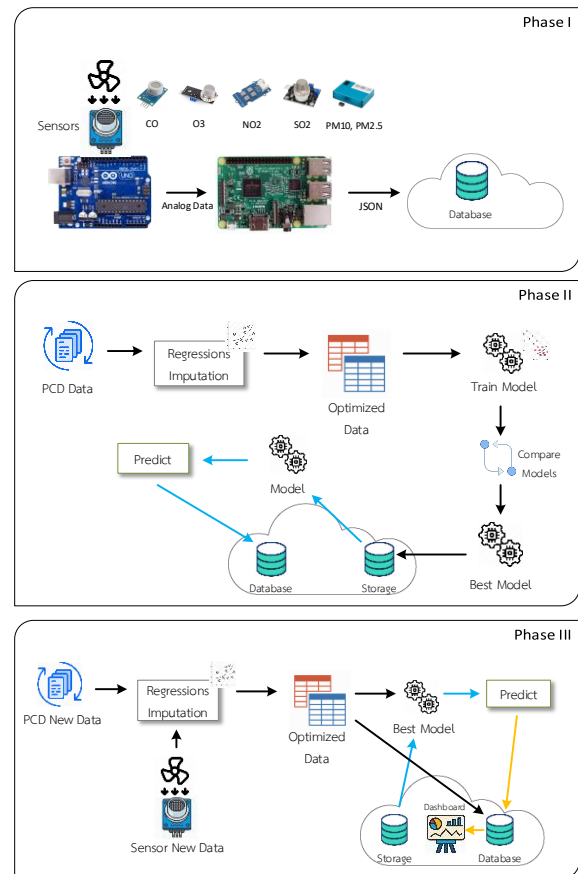 Phase I
Sensors
CO
O3
NO2
SO2
PM10, PM2.5
UNO
ARDUINO
Analog Data
JSON
Database
Phase II
PCD Data
Regressions
Imputation
Optimized
Data
Train Model
Compare
Models
Best Model
Storage
Database
Model
Predict
Phase III
PCD New Data
Regressions
Imputation
Sensor New Data
Optimized
Data
Best Model
Predict
Dashboard
Storage
Database